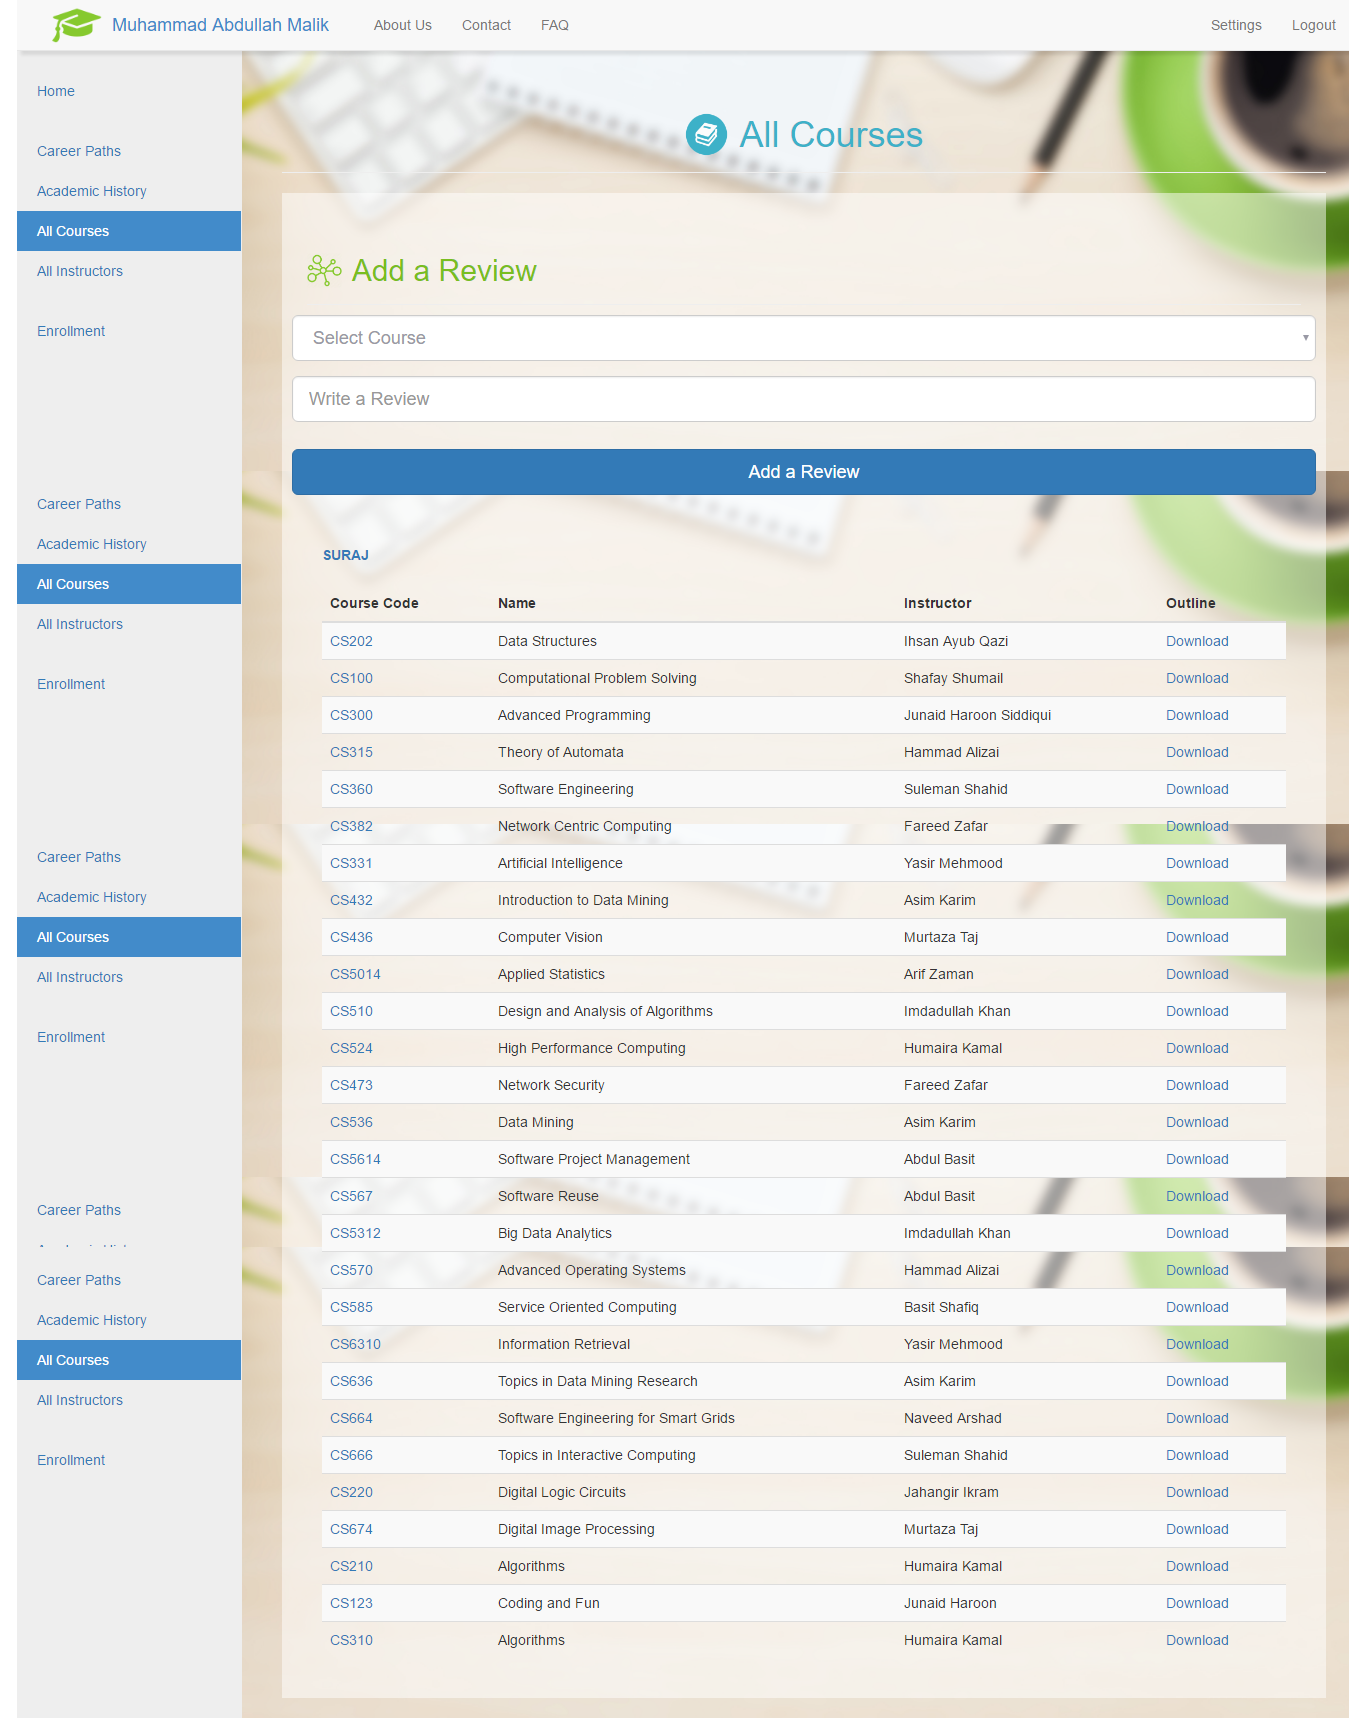 Muhammad Abdullah Malik About Us Contact FAQ Settings Logout
Home
Career Paths
Academic History
All Courses
All Instructors
Enrollment
All Courses
Add a Review
Select Course
Write a Review
Add a Review
Career Paths
Academic History
All Courses
All Instructors
Enrollment
Career Paths
Academic History
All Courses
All Instructors
Enrollment
Career Paths
Career Paths
Academic History
All Courses
All Instructors
Enrollment
SURAJ
Course Code Name Instructor Outline
CS202 Data Structures Ihsan Ayub Qazi Download
CS100 Computational Problem Solving Shafay Shumail Download
CS300 Advanced Programming Junaid Haroon Siddiqui Download
CS315 Theory of Automata Hammad Alizai Download
CS360 Software Engineering Suleman Shahid Download
CS382 Network Centric Computing Fareed Zafar Download
CS331 Artificial Intelligence Yasir Mehmood Download
CS432 Introduction to Data Mining Asim Karim Download
CS436 Computer Vision Murtaza Taj Download
CS5014 Applied Statistics Arif Zaman Download
CS510 Design and Analysis of Algorithms Imdadullah Khan Download
CS524 High Performance Computing Humaira Kamal Download
CS473 Network Security Fareed Zafar Download
CS536 Data Mining Asim Karim Download
CS5614 Software Project Management Abdul Basit Download
CS567 Software Reuse Abdul Basit Download
CS5312 Big Data Analytics Imdadullah Khan Download
CS570 Advanced Operating Systems Hammad Alizai Download
CS585 Service Oriented Computing Basit Shafiq Download
CS6310 Information Retrieval Yasir Mehmood Download
CS636 Topics in Data Mining Research Asim Karim Download
CS664 Software Engineering for Smart Grids Naveed Arshad Download
CS666 Topics in Interactive Computing Suleman Shahid Download
CS220 Digital Logic Circuits Jahangir Ikram Download
CS674 Digital Image Processing Murtaza Taj Download
CS210 Algorithms Humaira Kamal Download
CS123 Coding and Fun Junaid Haroon Download
CS310 Algorithms Humaira Kamal Download